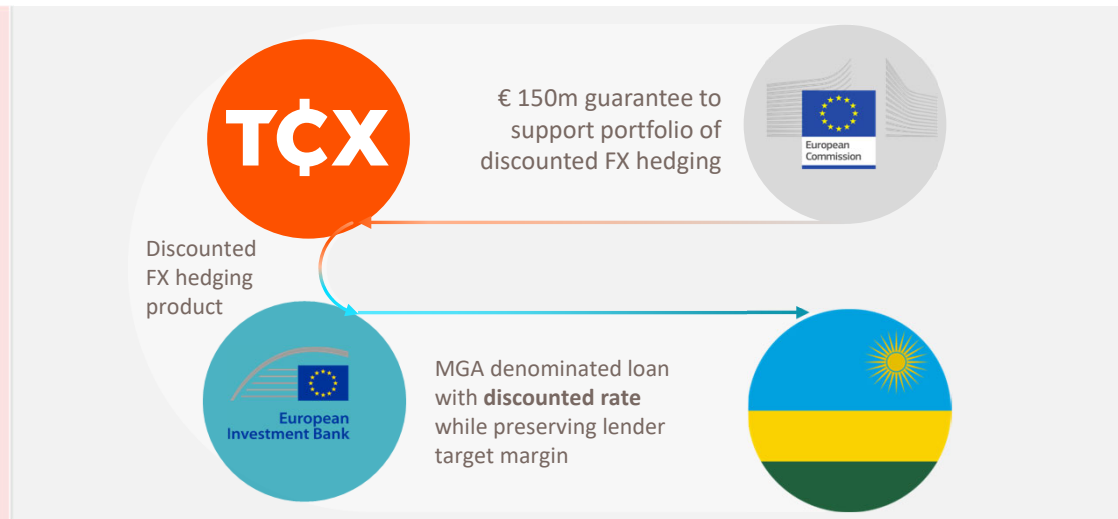 TȻX
€ 150m guarantee to
support portfolio of
discounted FX hedging
European
Commission
Discounted
FX hedging
product
European
Investment Bank
MGA denominated loan
with discounted rate
while preserving lender
target margin